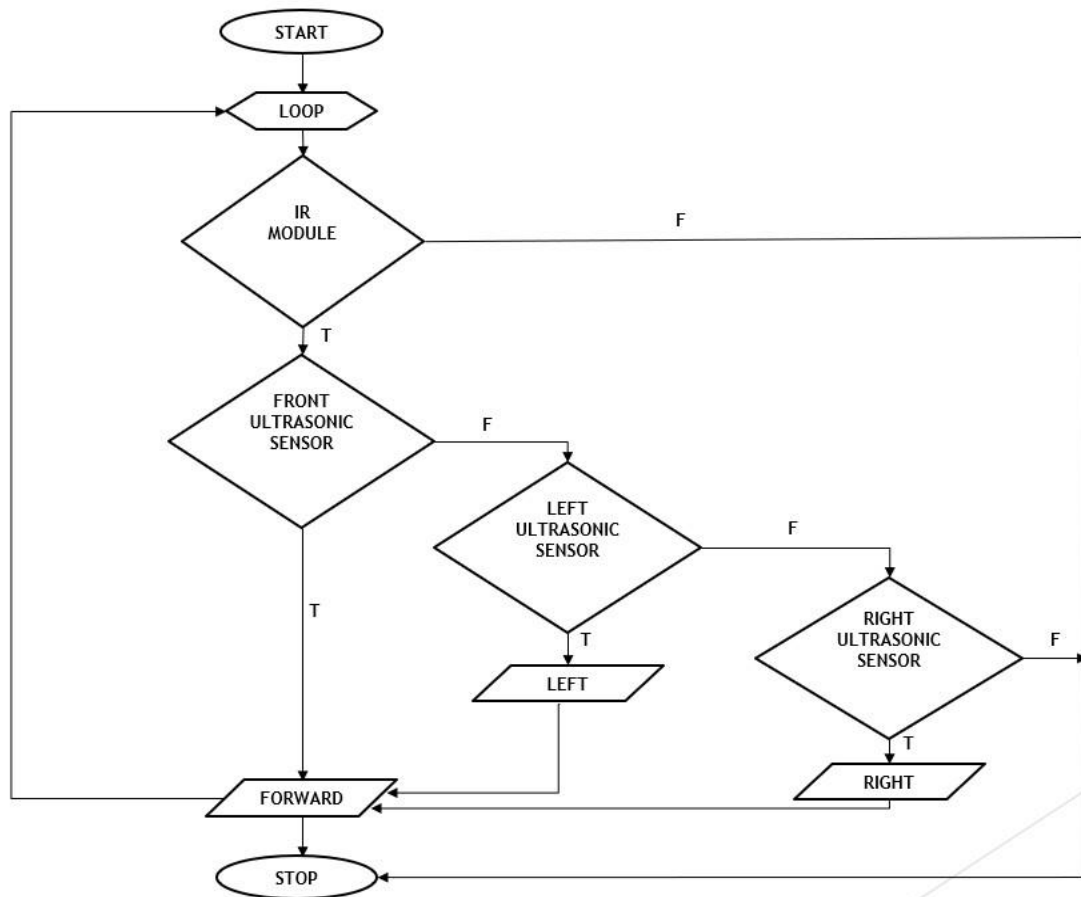 START
LOOP
IR
MODULE
F
T
FRONT
ULTRASONIC
SENSOR
F
LEFT
ULTRASONIC
SENSOR
F
T
RIGHT
ULTRASONIC
SENSOR
F
T
LEFT
T
RIGHT
FORWARD
STOP